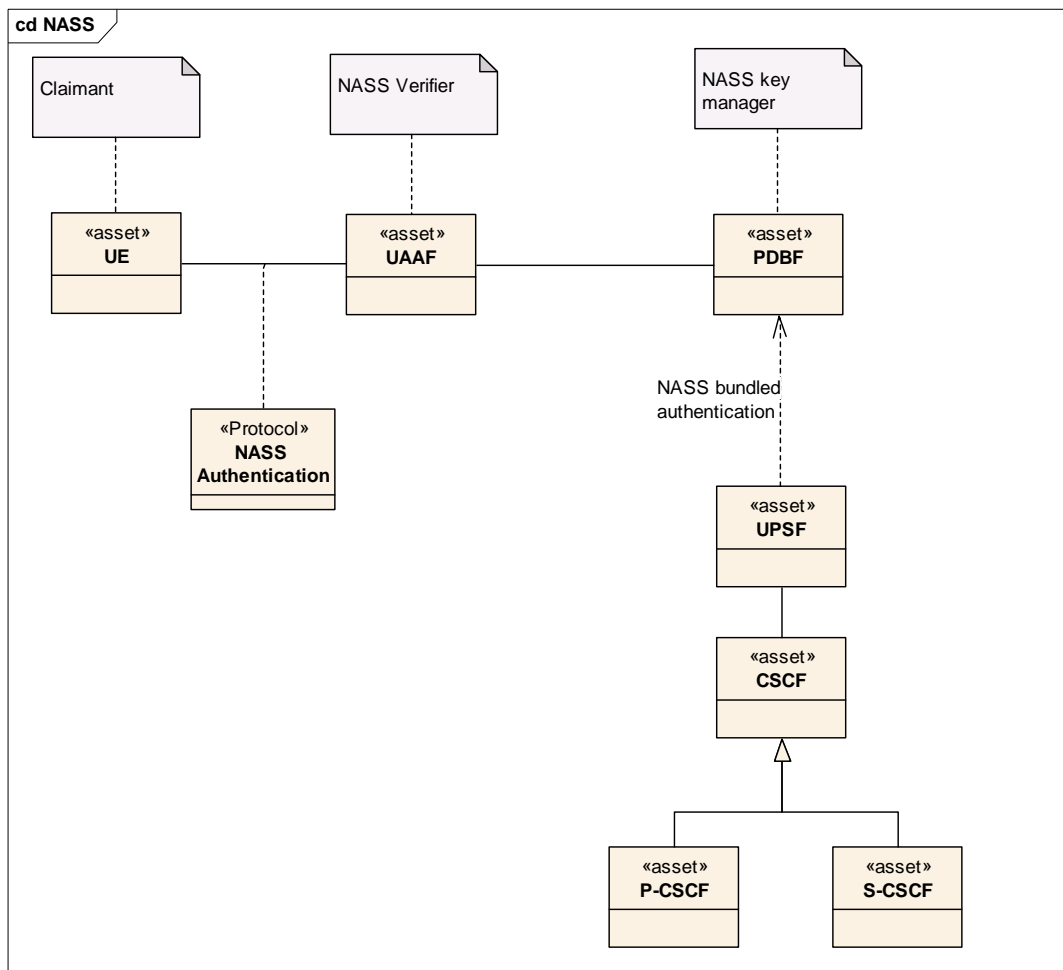 cd NASS
Claimant
NASS Verifier
NASS key
manager
«asset»
UE
«asset»
UAAF
«asset»
PDBF
NASS bundled
authentication
«Protocol»
NASS
Authentication
«asset»
UPSF
«asset»
CSCF
«asset»
P-CSCF
«asset»
S-CSCF